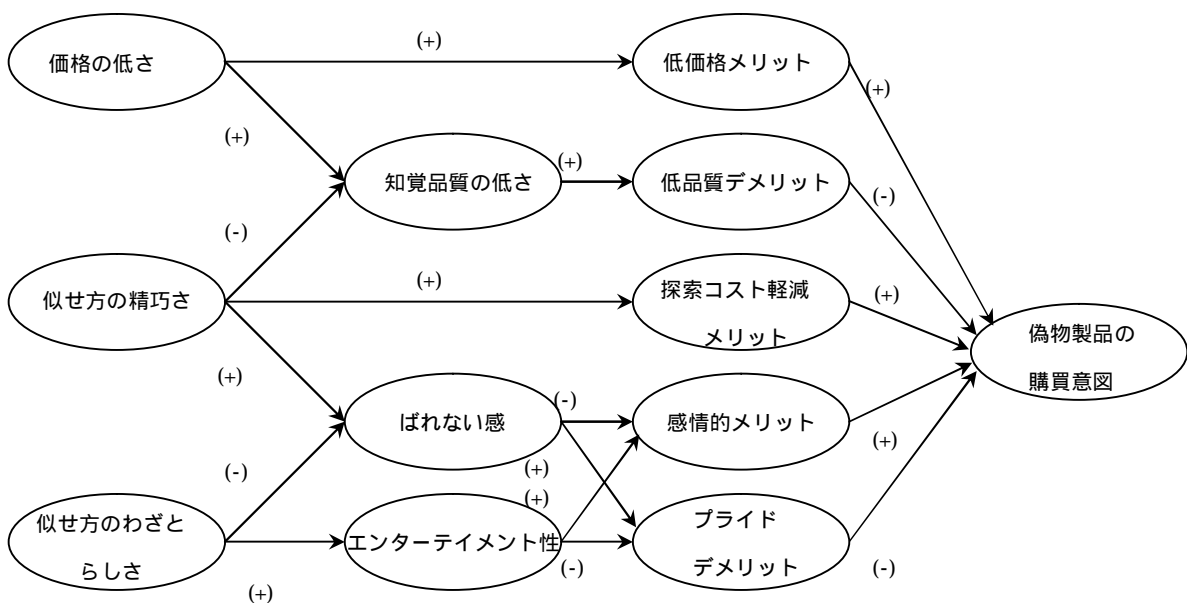 (+)
価格の低さ
低価格メリット
(+)
(+)
知覚品質の低さ
(+)
低品質デメリット
(-)
(-)
似せ方の精巧さ
(+)
探索コスト軽減
メリット
(+)
偽物製品の
購買意図
(+)
ばれない感
(-)
感情的メリット
(+)
(-)
(+)
(+)
似せ方のわざと
らしさ
エンターテイメント性
プライド
デメリット
(-)
(-)
(+)